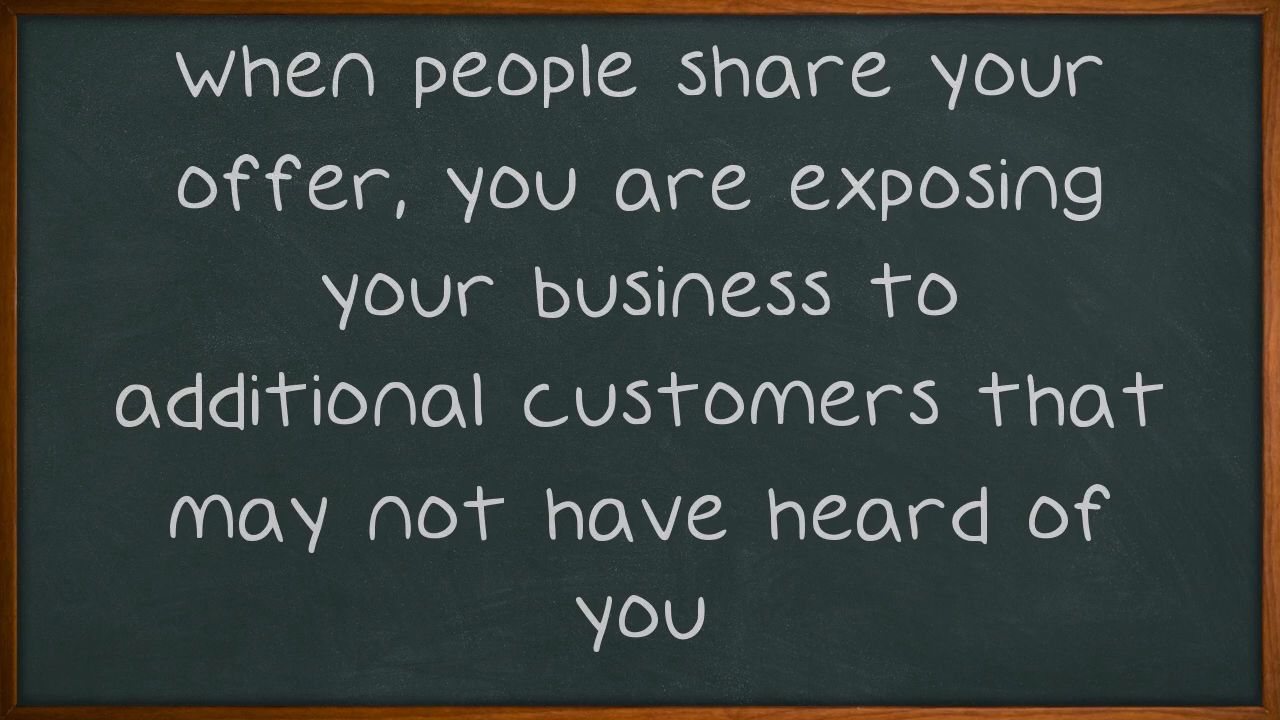 When people share your
offer, you are exposing
your business to
additional customers that
may not have heard of
you